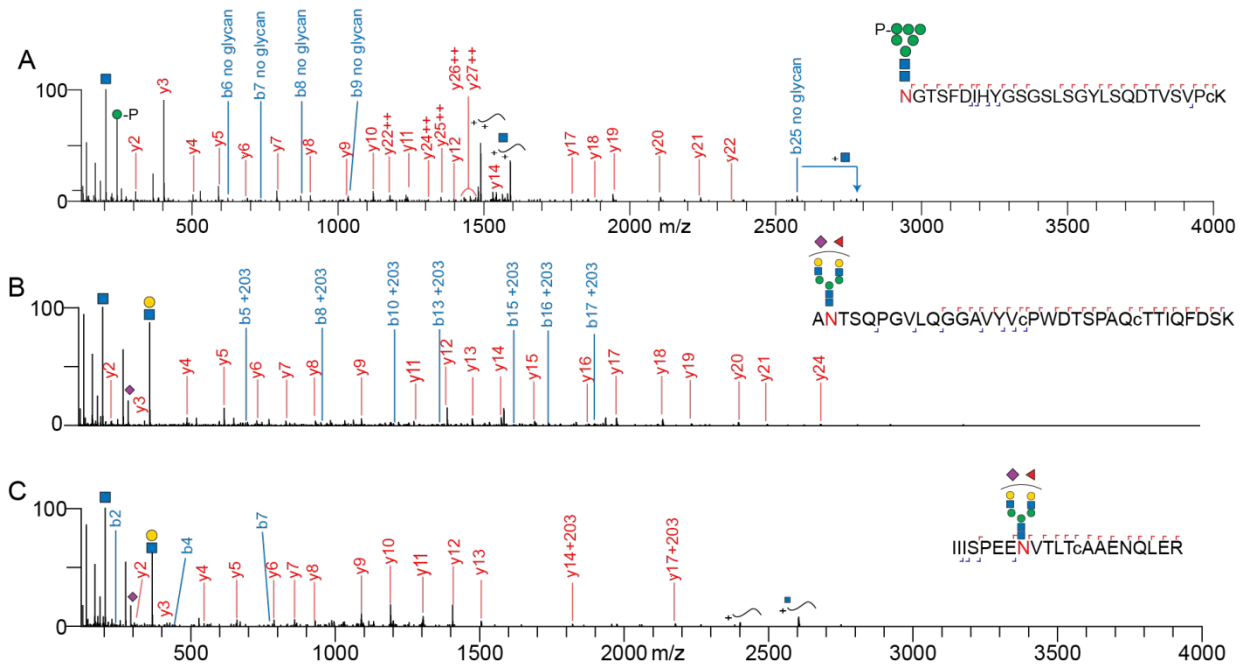 A
100
0
y2
y3
y4
y5
b6 no glycan
y6
b7 no glycan
y7
b8 no glycan
y8
y9
b9 no glycan
y10
y22++
y11
y24++
y25++
y12
y26++
y27++
y14
y17
y18
y19
y20
y21
y22
b25 no glycan
-P
P-
+
+
+
+
+
NGTSFDIHYGSGSLSGYLSQDTVSVPcK
500
1000
1500
2000
m/z
2500
3000
3500
4000
B
100
0
y2
y3
y4
y5
b5 +203
y6
y7
y8
b8 +203
y9
b10 +203
y11
b13 +203
y12
y13
y14
b15 +203
y15
b16 +203
y16
b17 +203
y17
y18
y19
y20
y21
y24
ANTSQPGVLQGGAVYVcPWDTSPAQcTTIQFDSK
C
100
0
b2
y2
y3
b4
y4
y5
b7
y6
y7
y8
y9
y10
y11
y12
y13
y14+203
y17+203
+
+
IIISPEENVTLTcAAENQLER
500
1000
1500
m/z
2000
2500
3000
3500
4000